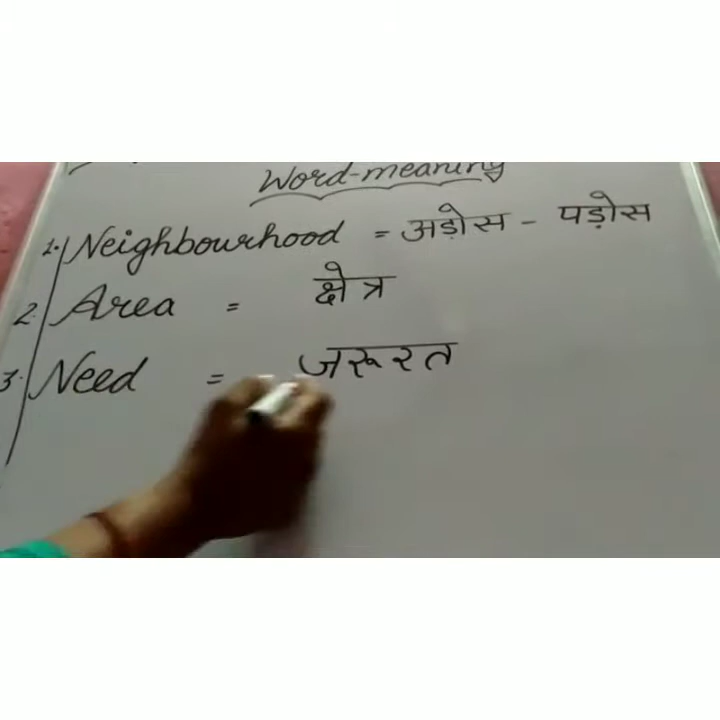 Word-meaning
1. Neighbourhood = अड़ोस - पड़ोस
2. Area = क्षेत्र
3. Need = जरूरत